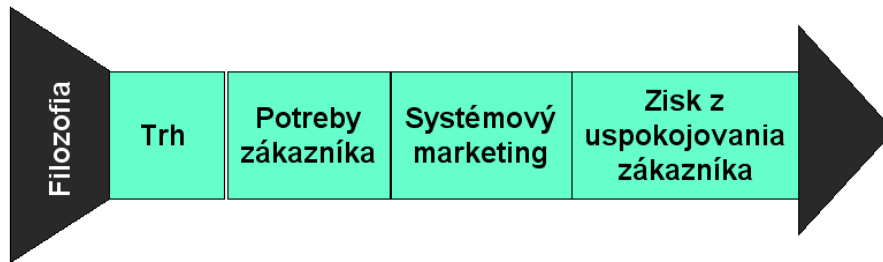 Filozofia
Trh
Potreby
zákazníka
Systémový
marketing
Zisk z
uspokojovania
zákazníka